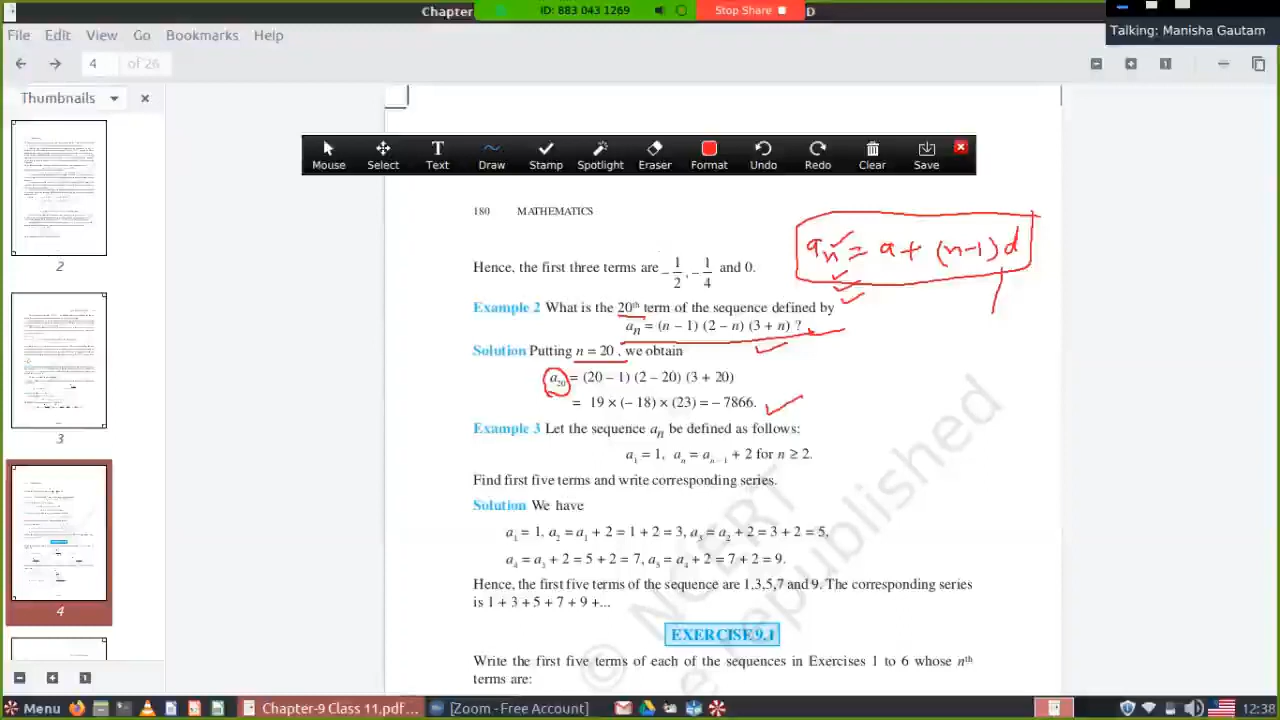 Chapter
ID: 883 043 1269
Stop Share
D
Talking: Manisha Gautam
File Edit View Go Bookmarks Help
4 of 26
Thumbnails
Mouse Select Text Draw Stamp Spotlight Eraser Format Undo Redo Clear Save
2
3
4
180 MATHEMATICS
aₙ = a + (n-1)d
Hence, the first three terms are −1/2, −1/4 and 0.
Example 2 What is the 20th term of the sequence defined by
aₙ = (n – 1) (2 – n) (3 + n) ?
Solution Putting n = 20 , we obtain
a₂₀ = (20 – 1) (2 – 20) (3 + 20)
= 19 × (– 18) × (23) = – 7866.
Example 3 Let the sequence aₙ be defined as follows:
a₁ = 1, aₙ = aₙ₋₁ + 2 for n ≥ 2.
Find first five terms and write corresponding series.
Solution We have
a₁ = 1, a₂ = a₁ + 2 = 1 + 2 = 3, a₃ = a₂ + 2 = 3 + 2 = 5,
a₄ = a₃ + 2 = 5 + 2 = 7, a₅ = a₄ + 2 = 7 + 2 = 9.
Hence, the first five terms of the sequence are 1,3,5,7 and 9. The corresponding series
is 1 + 3 + 5 + 7 + 9 +...
EXERCISE 9.1
Write the first five terms of each of the sequences in Exercises 1 to 6 whose nth
terms are:
republished
Menu
Chapter-9 Class 11.pdf...
[Zoom - Free Account]
12:38